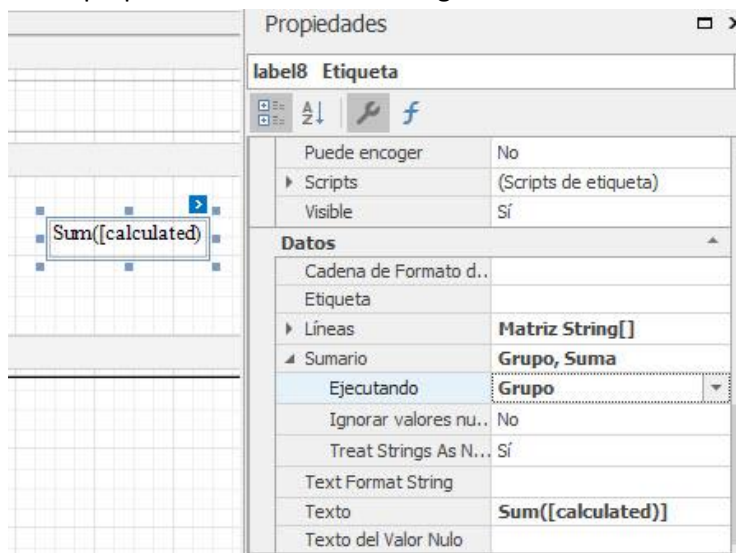 Propiedades
label8 Etiqueta
Puede encoger No
Scripts (Scripts de etiqueta)
Visible Sí
Sum([calculated)
Datos
Cadena de Formato d..
Etiqueta
Líneas Matriz String[]
Sumario Grupo, Suma
Ejecutando Grupo
Ignorar valores nu.. No
Treat Strings As N... Sí
Text Format String
Texto Sum([calculated)]
Texto del Valor Nulo